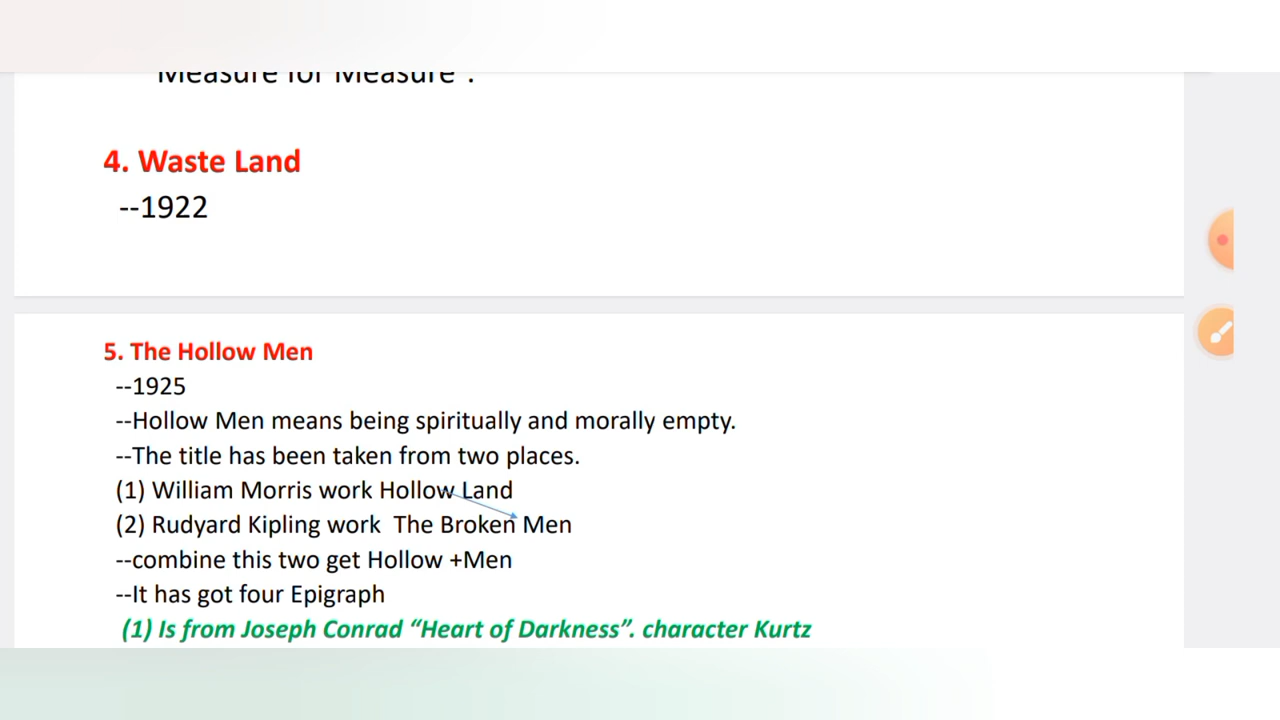 Measure for Measure".
4. Waste Land
--1922
5. The Hollow Men
--1925
--Hollow Men means being spiritually and morally empty.
--The title has been taken from two places.
(1) William Morris work Hollow Land
(2) Rudyard Kipling work The Broken Men
--combine this two get Hollow +Men
--It has got four Epigraph
(1) Is from Joseph Conrad “Heart of Darkness”. character Kurtz